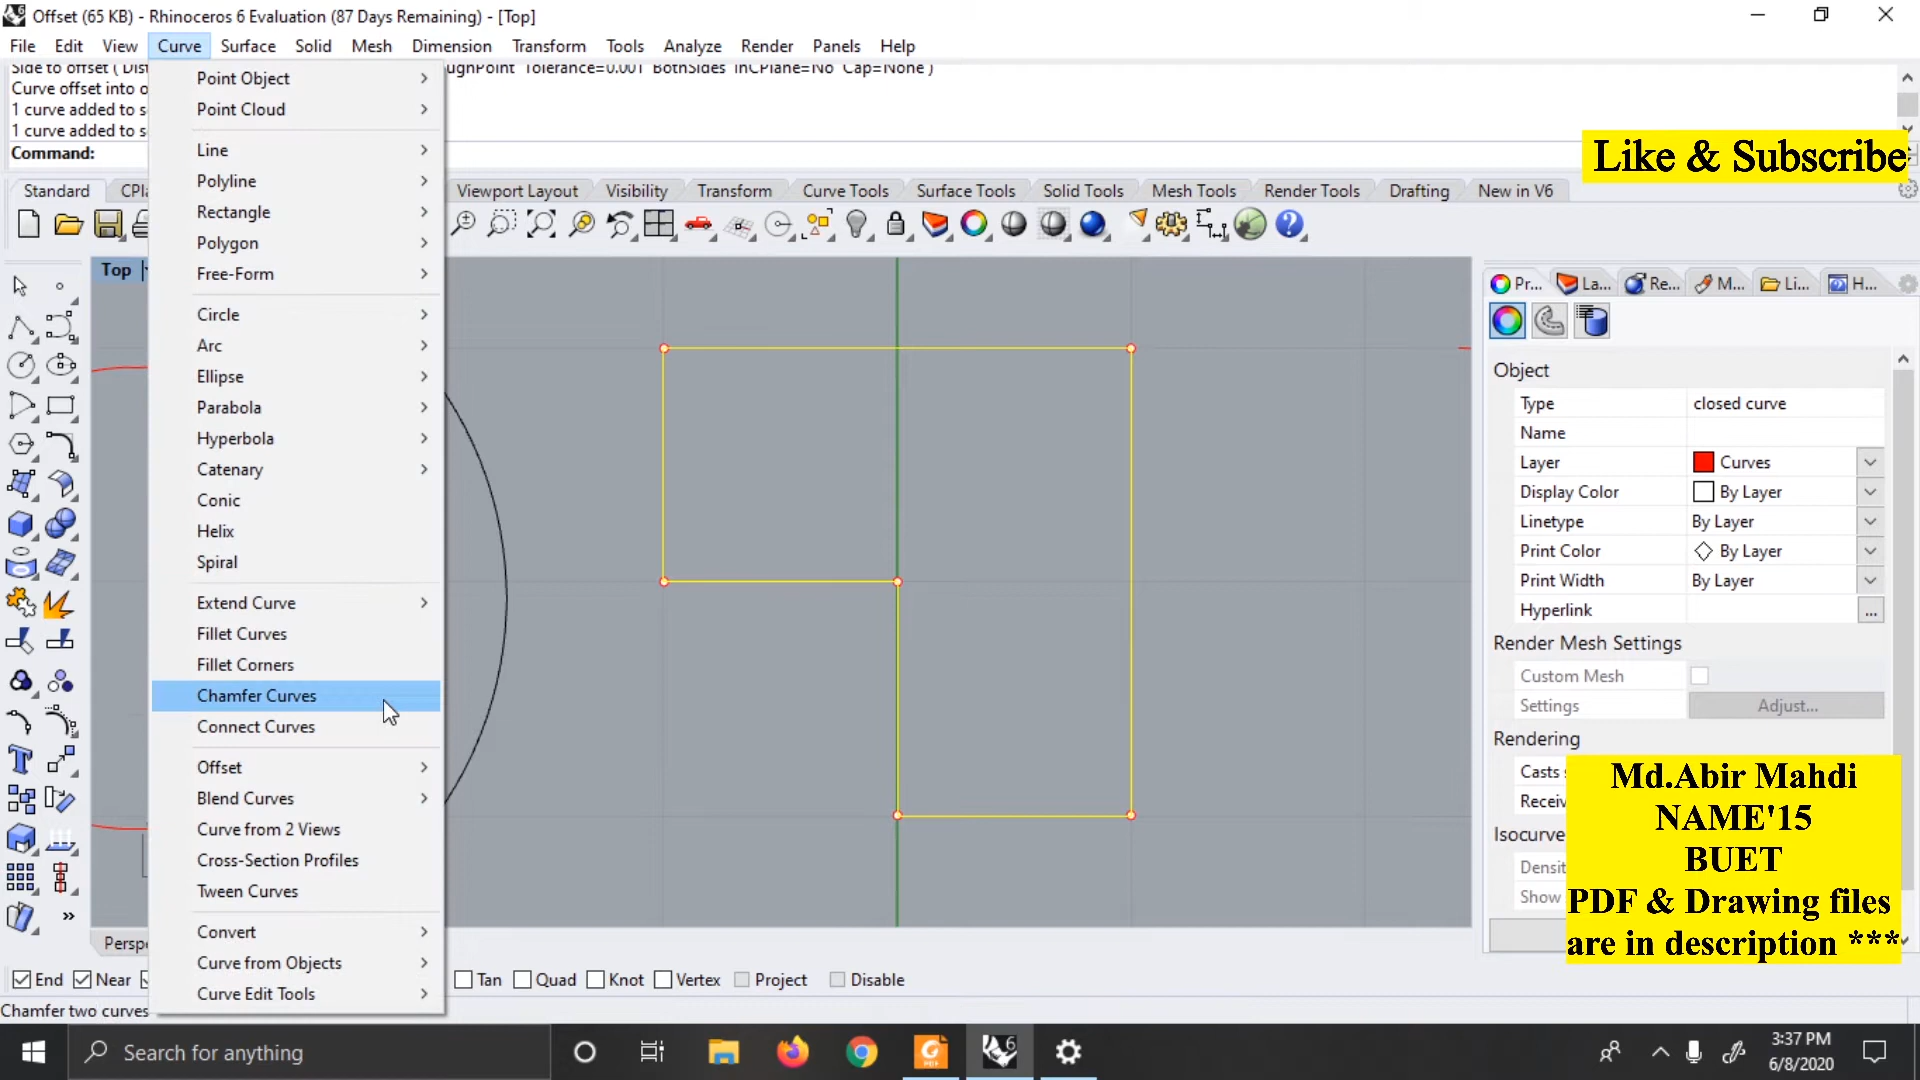 Offset (65 KB) - Rhinoceros 6 Evaluation (87 Days Remaining) - [Top]
File Edit View Curve Surface Solid Mesh Dimension Transform Tools Analyze Render Panels Help
Side to offset ( Dist
Tolerance=0.001 BothSides InCPlane=No Cap=None )
Curve offset into o
1 curve added to s
1 curve added to s
Command:
Like & Subscribe
Standard CPla Viewport Layout Visibility Transform Curve Tools Surface Tools Solid Tools Mesh Tools Render Tools Drafting New in V6
Top
Point Object
Point Cloud
Line
Polyline
Rectangle
Polygon
Free-Form
Circle
Arc
Ellipse
Parabola
Hyperbola
Catenary
Conic
Helix
Spiral
Extend Curve
Fillet Curves
Fillet Corners
Chamfer Curves
Connect Curves
Offset
Blend Curves
Curve from 2 Views
Cross-Section Profiles
Tween Curves
Convert
Curve from Objects
Curve Edit Tools
Pr... La... Re... M... Li... H...
Object
Type closed curve
Name
Layer Curves
Display Color By Layer
Linetype By Layer
Print Color By Layer
Print Width By Layer
Hyperlink ...
Render Mesh Settings
Custom Mesh
Settings Adjust...
Rendering
Casts
Receiv
Isocurve
Densit
Show
Md.Abir Mahdi
NAME'15
BUET
PDF & Drawing files
are in description ***
Persp
End Near Tan Quad Knot Vertex Project Disable
Chamfer two curves
Search for anything
3:37 PM
6/8/2020